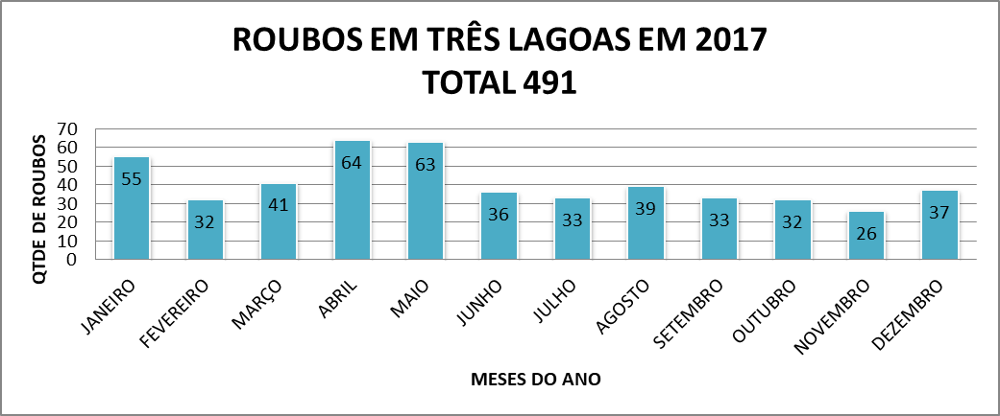 ROUBOS EM TRÊS LAGOAS EM 2017
TOTAL 491
QTDE DE ROUBOS
70
60
50
40
30
20
10
0
55
32
41
64
63
36
33
39
33
32
26
37
JANEIRO
FEVEREIRO
MARÇO
ABRIL
MAIO
JUNHO
JULHO
AGOSTO
SETEMBRO
OUTUBRO
NOVEMBRO
DEZEMBRO
MESES DO ANO